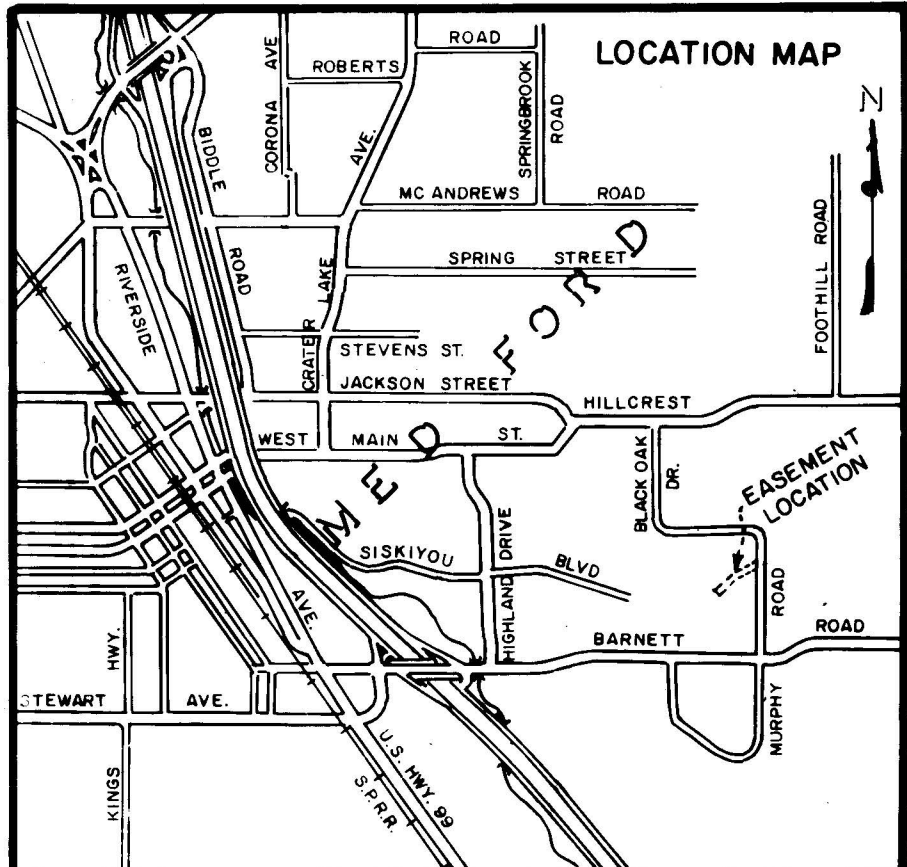 LOCATION MAP
N
ROAD
ROBERTS
CORONA AVE
AVE.
SPRINGBROOK ROAD
BIDDLE
ROAD
MC ANDREWS ROAD
FOOTHILL ROAD
SPRING STREET
RIVERSIDE
CRATER LAKE
STEVENS ST.
JACKSON STREET
HILLCREST
WEST MAIN ST.
MEDFORD
BLACK OAK DR.
EASEMENT
LOCATION
SISKIYOU BLVD
HIGHLAND DRIVE
AVE.
BARNETT ROAD
ROAD
MURPHY
HWY.
STEWART AVE.
KINGS
U.S. HWY. 99
S.P.R.R.